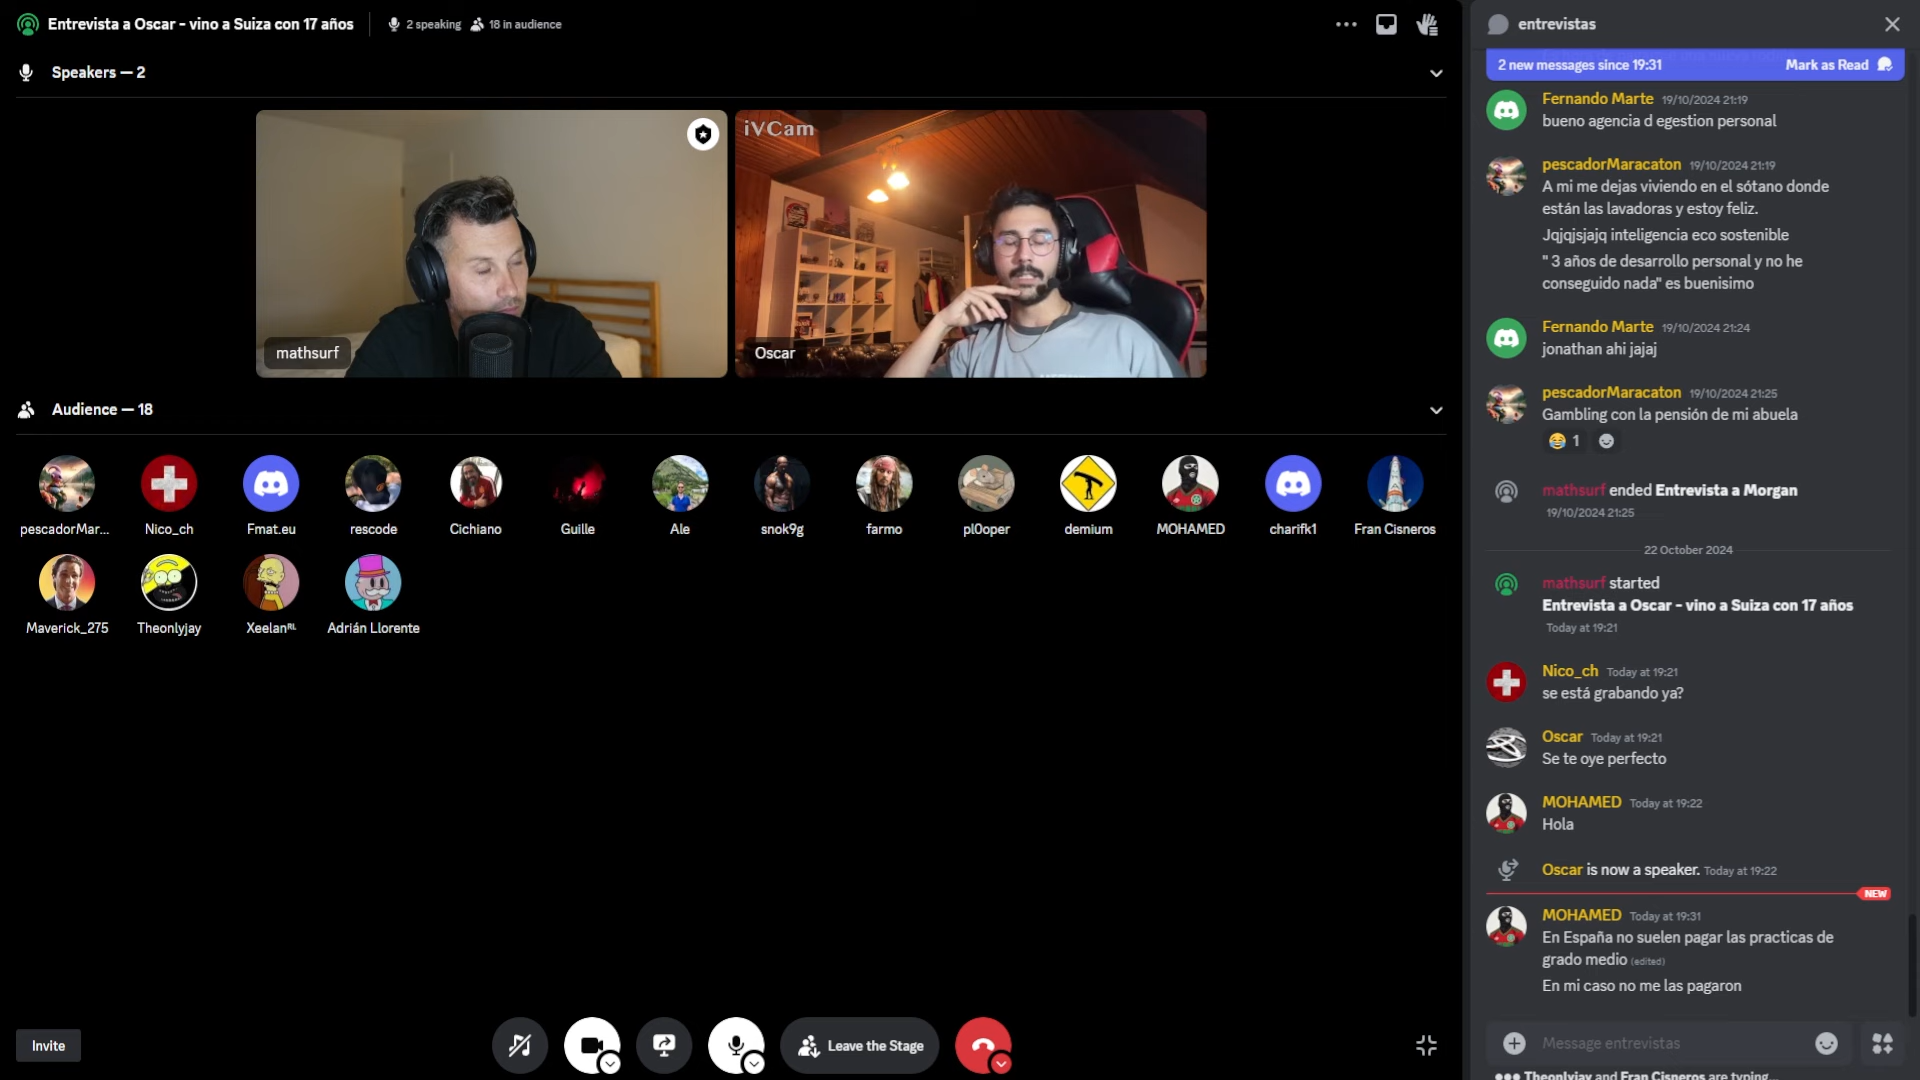 Entrevista a Oscar - vino a Suiza con 17 años
2 speaking
18 in audience
Speakers — 2
mathsurf
iVCam
Oscar
Audience — 18
pescadorMar...
Nico_ch
Fmat.eu
rescode
Cichiano
Guille
Ale
snok9g
farmo
pl0oper
demium
MOHAMED
charifk1
Fran Cisneros
Maverick_275
Theonlyjay
Xeelanᴿᴸ
Adrián Llorente
Invite
Leave the Stage
entrevistas
2 new messages since 19:31
Mark as Read
Fernando Marte 19/10/2024 21:19
bueno agencia d egestion personal
pescadorMaracaton 19/10/2024 21:19
A mi me dejas viviendo en el sótano donde
están las lavadoras y estoy feliz.
Jqjqjsjajq inteligencia eco sostenible
" 3 años de desarrollo personal y no he
conseguido nada" es buenisimo
Fernando Marte 19/10/2024 21:24
jonathan ahi jajaj
pescadorMaracaton 19/10/2024 21:25
Gambling con la pensión de mi abuela
1
mathsurf ended Entrevista a Morgan
19/10/2024 21:25
22 October 2024
mathsurf started
Entrevista a Oscar - vino a Suiza con 17 años
Today at 19:21
Nico_ch Today at 19:21
se está grabando ya?
Oscar Today at 19:21
Se te oye perfecto
MOHAMED Today at 19:22
Hola
Oscar is now a speaker. Today at 19:22
NEW
MOHAMED Today at 19:31
En España no suelen pagar las practicas de
grado medio (edited)
En mi caso no me las pagaron
Message entrevistas
Theonlyjay and Fran Cisneros are typing...